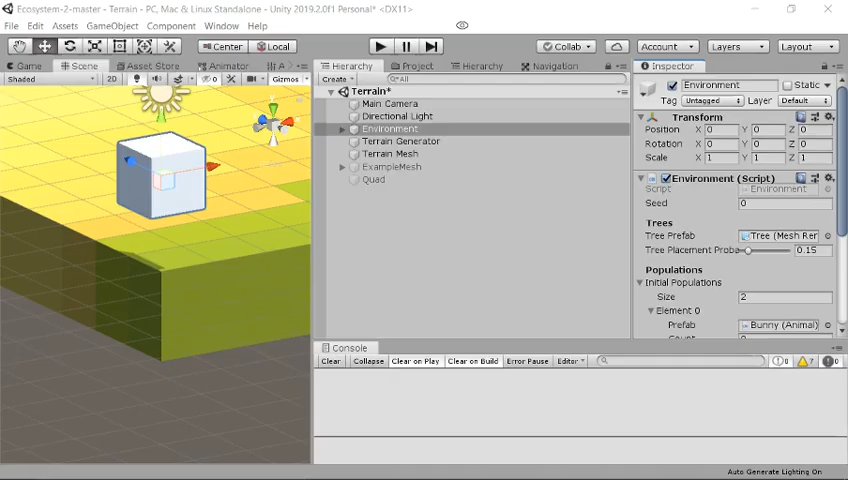 Ecosystem-2-master - Terrain - PC, Mac & Linux Standalone - Unity 2019.2.0f1 Personal* <DX11>
File Edit Assets GameObject Component Window Help
Center Local Collab Account Layers Layout
Game Scene Asset Store Animator A Hierarchy Project Hierarchy Navigation Inspector
Shaded 2D 0 Gizmos Create All
Environment Static
Tag Untagged Layer Default
Terrain*
Main Camera
Directional Light
Environment
Terrain Generator
Terrain Mesh
ExampleMesh
Quad
Transform
Position X 0 Y 0 Z 0
Rotation X 0 Y 0 Z 0
Scale X 1 Y 1 Z 1
Environment (Script)
Script Environment
Seed 0
Trees
Tree Prefab Tree (Mesh Rer
Tree Placement Proba 0.15
Populations
Initial Populations
Size 2
Element 0
Prefab Bunny (Animal)
Console
Clear Collapse Clear on Play Clear on Build Error Pause Editor 0 7 0
Auto Generate Lighting On